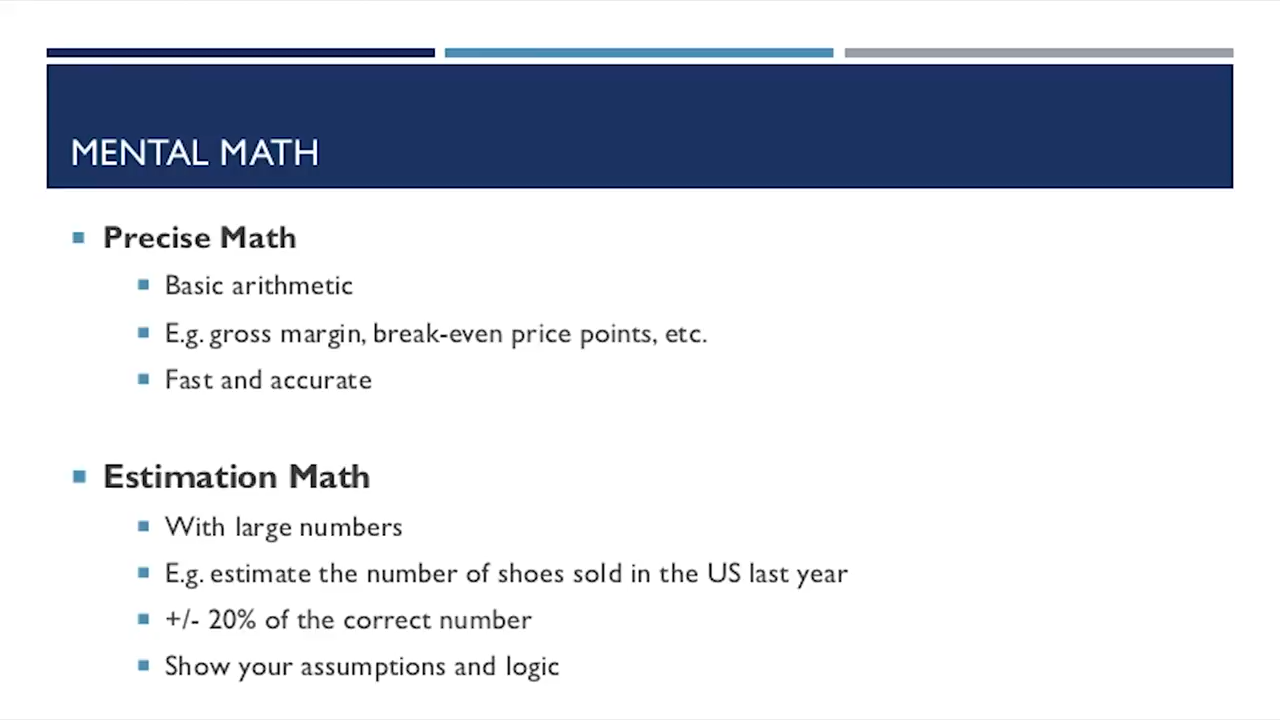 MENTAL MATH
Precise Math
Basic arithmetic
E.g. gross margin, break-even price points, etc.
Fast and accurate
Estimation Math
With large numbers
E.g. estimate the number of shoes sold in the US last year
+/- 20% of the correct number
Show your assumptions and logic